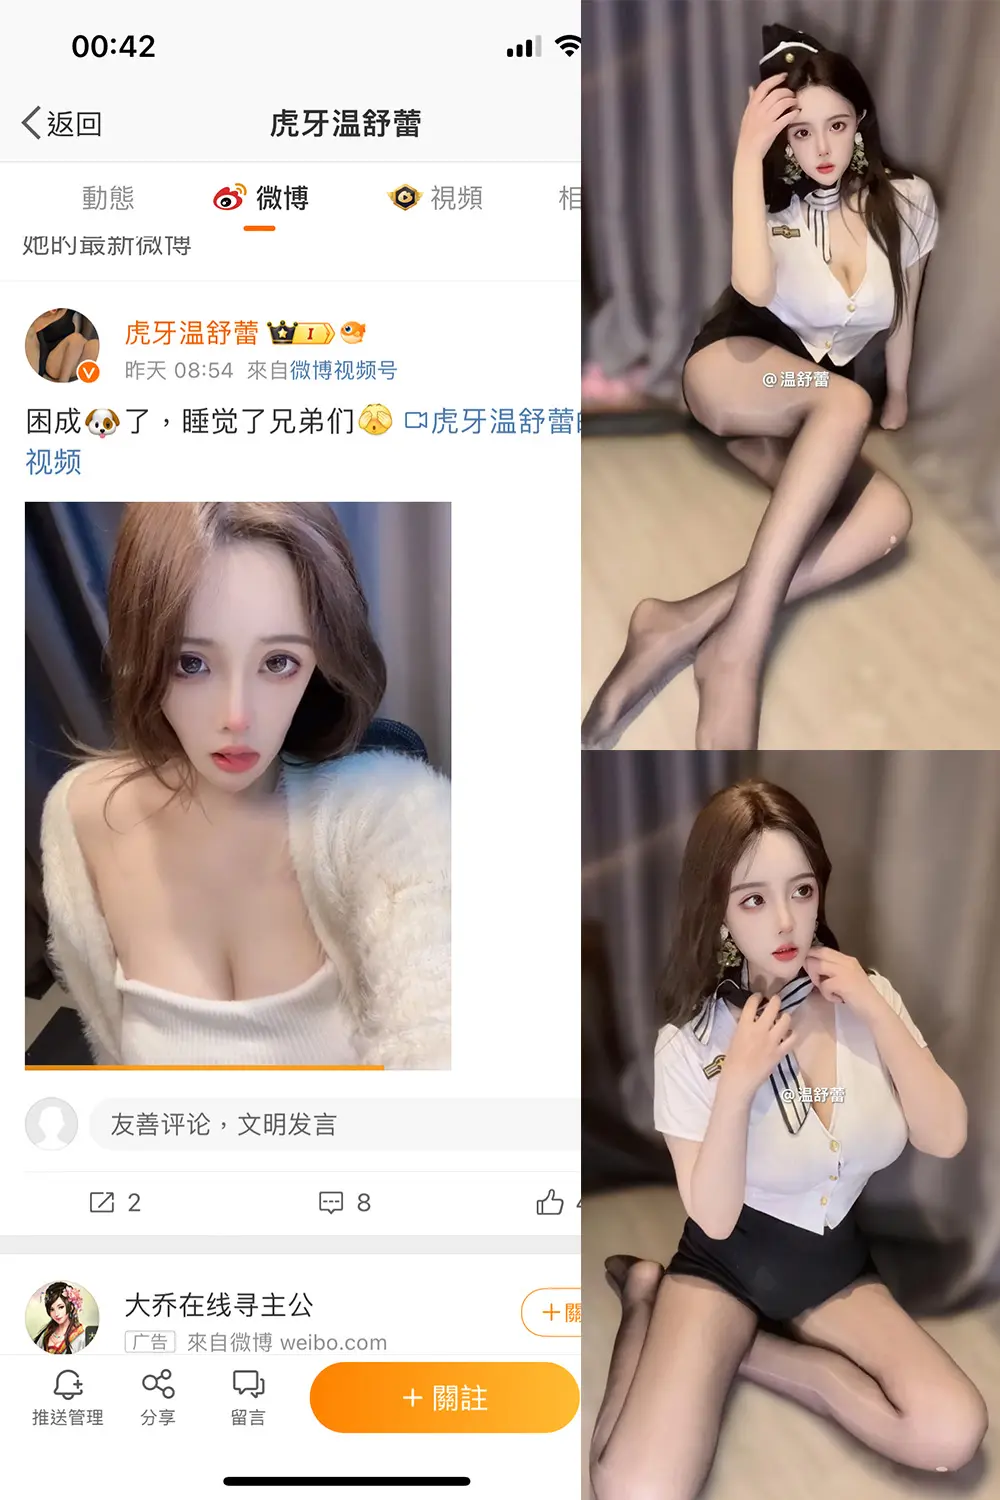 00:42
返回
虎牙温舒蕾
動態
微博
視頻
相
她的最新微博
虎牙温舒蕾 I
昨天 08:54 來自微博视频号
困成了，睡觉了兄弟们 虎牙温舒蕾的
视频
友善评论，文明发言
2
8
大乔在线寻主公
+關
广告 來自微博 weibo.com
推送管理
分享
留言
+ 關註
@温舒蕾
@温舒蕾